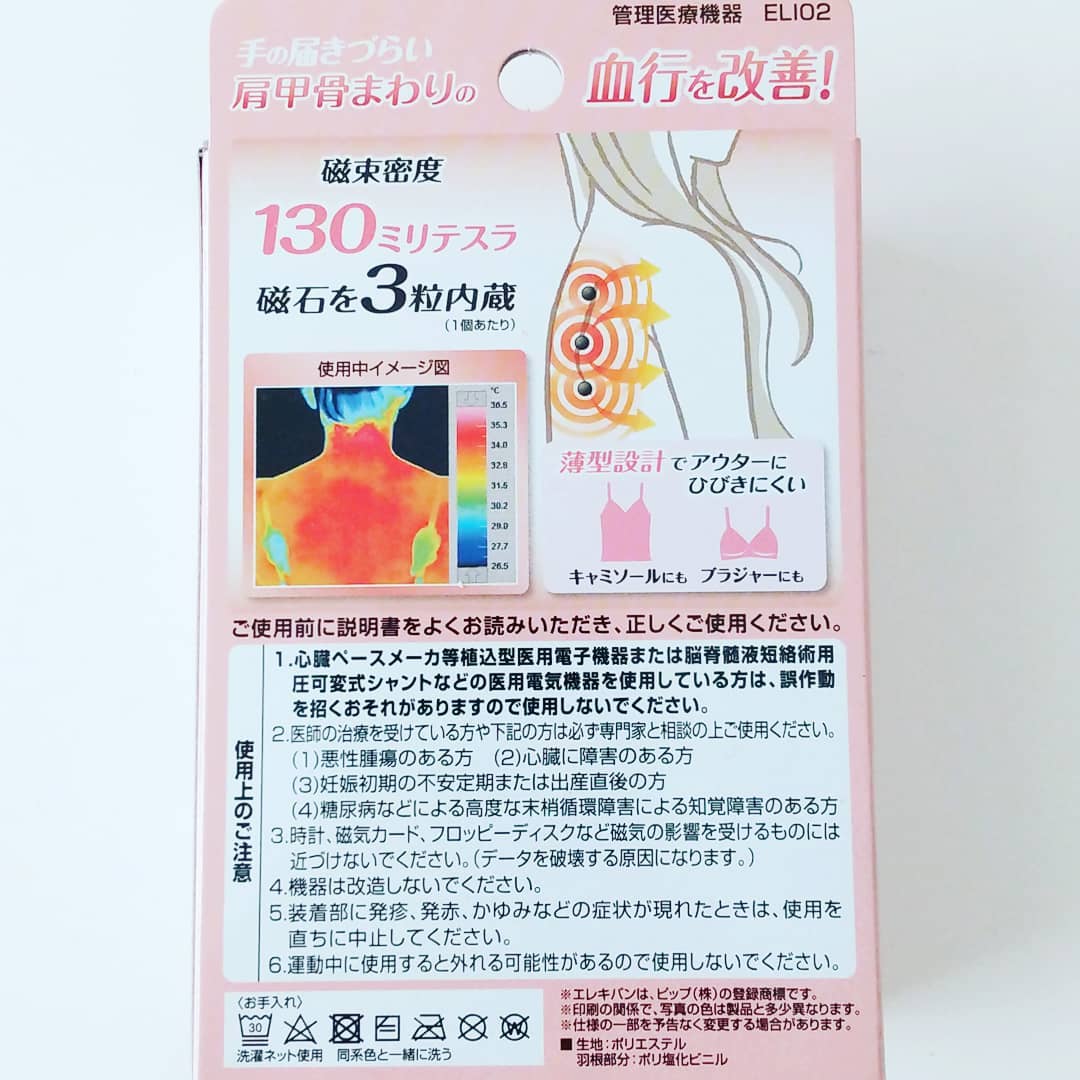 管理医療機器 ELI02
手の届きづらい
肩甲骨まわりの
血行を改善!
磁束密度
130ミリテスラ
磁石を3粒内蔵
(1個あたり)
使用中イメージ図
℃
36.5
35.3
34.0
32.8
31.5
30.2
29.0
27.7
26.5
薄型設計でアウターに
ひびきにくい
キャミソールにも ブラジャーにも
ご使用前に説明書をよくお読みいただき、正しくご使用ください。
使用上のご注意
1.心臓ペースメーカ等植込型医用電子機器または脳脊髄液短絡術用
圧可変式シャントなどの医用電気機器を使用している方は、誤作動
を招くおそれがありますので使用しないでください。
2.医師の治療を受けている方や下記の方は必ず専門家と相談の上ご使用ください。
(1)悪性腫瘍のある方 (2)心臓に障害のある方
(3)妊娠初期の不安定期または出産直後の方
(4)糖尿病などによる高度な末梢循環障害による知覚障害のある方
3.時計、磁気カード、フロッピーディスクなど磁気の影響を受けるものには
近づけないでください。(データを破壊する原因になります。)
4.機器は改造しないでください。
5.装着部に発疹、発赤、かゆみなどの症状が現れたときは、使用を
直ちに中止してください。
6.運動中に使用すると外れる可能性があるので使用しないでください。
〈お手入れ〉
30
W
洗濯ネット使用 同系色と一緒に洗う
※エレキバンは、ピップ(株)の登録商標です。
※印刷の関係で、写真の色は製品と多少異なります。
※仕様の一部を予告なく変更する場合があります。
■生地:ポリエステル
羽根部分:ポリ塩化ビニル